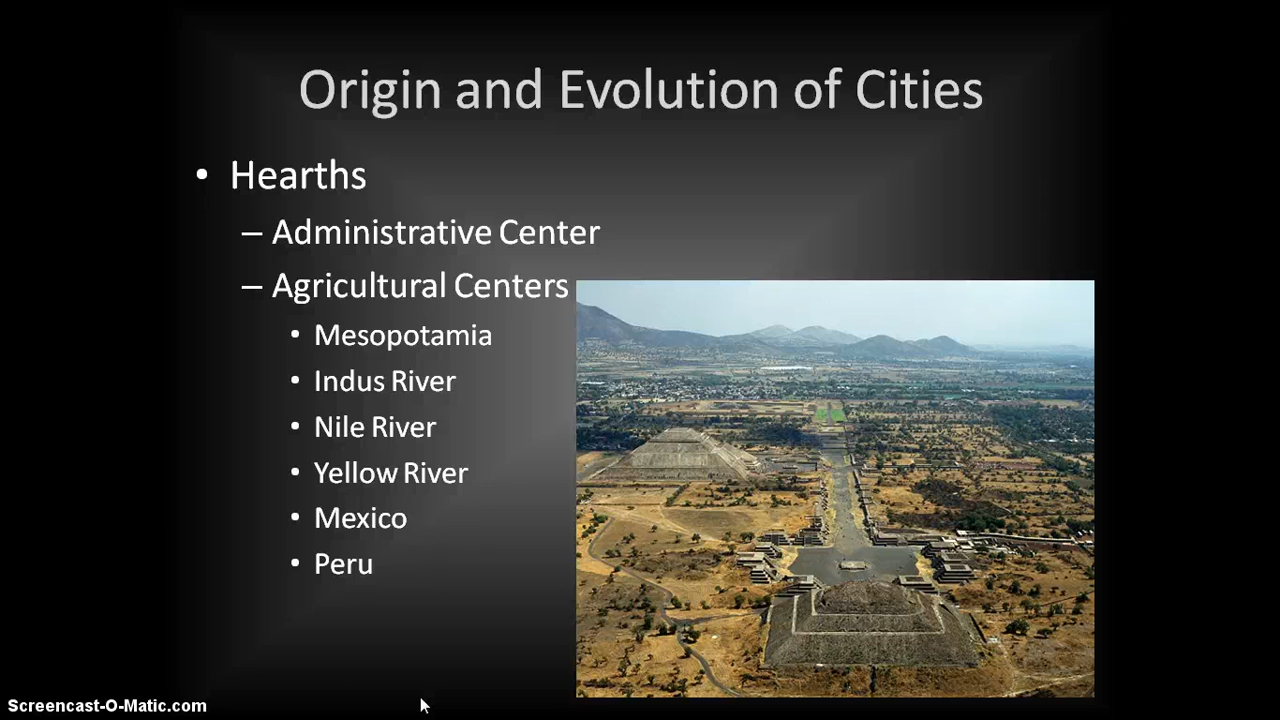 Origin and Evolution of Cities
• Hearths
– Administrative Center
– Agricultural Centers
• Mesopotamia
• Indus River
• Nile River
• Yellow River
• Mexico
• Peru
Screencast-O-Matic.com